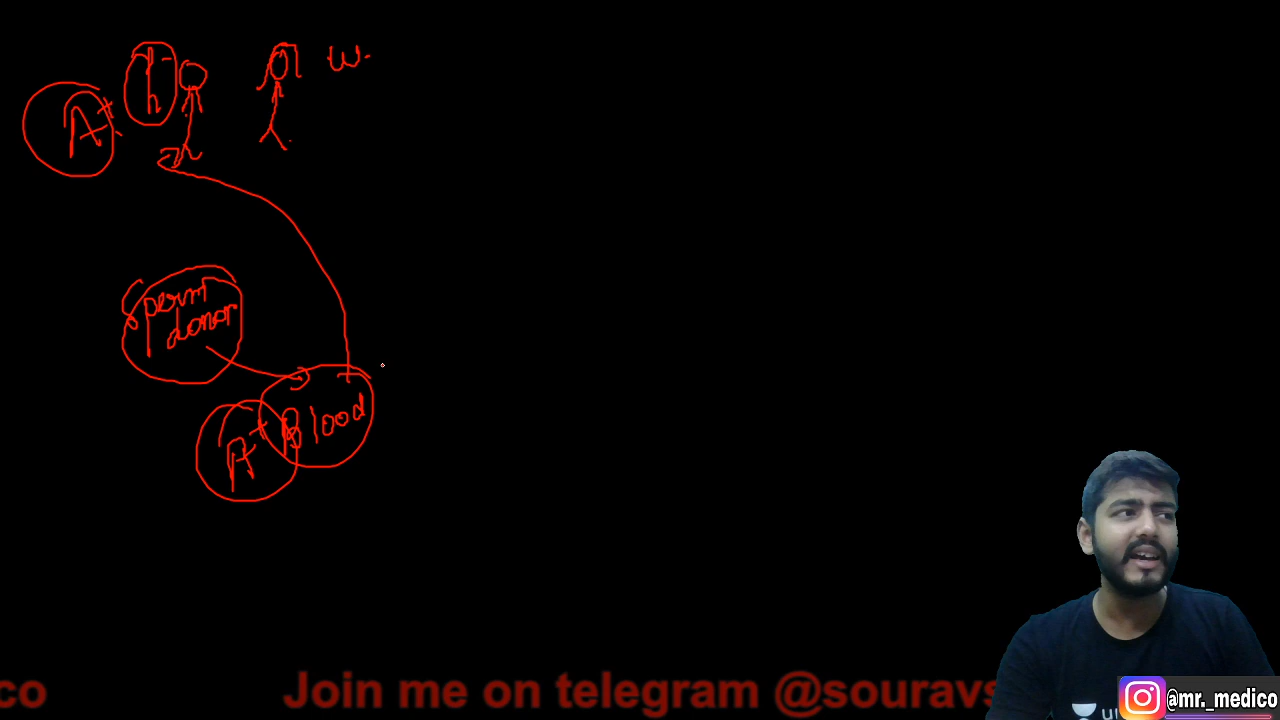 h
W.
A+
Sperm
donor
Blood
A+
co
Join me on telegram @souravs
@mr._medico